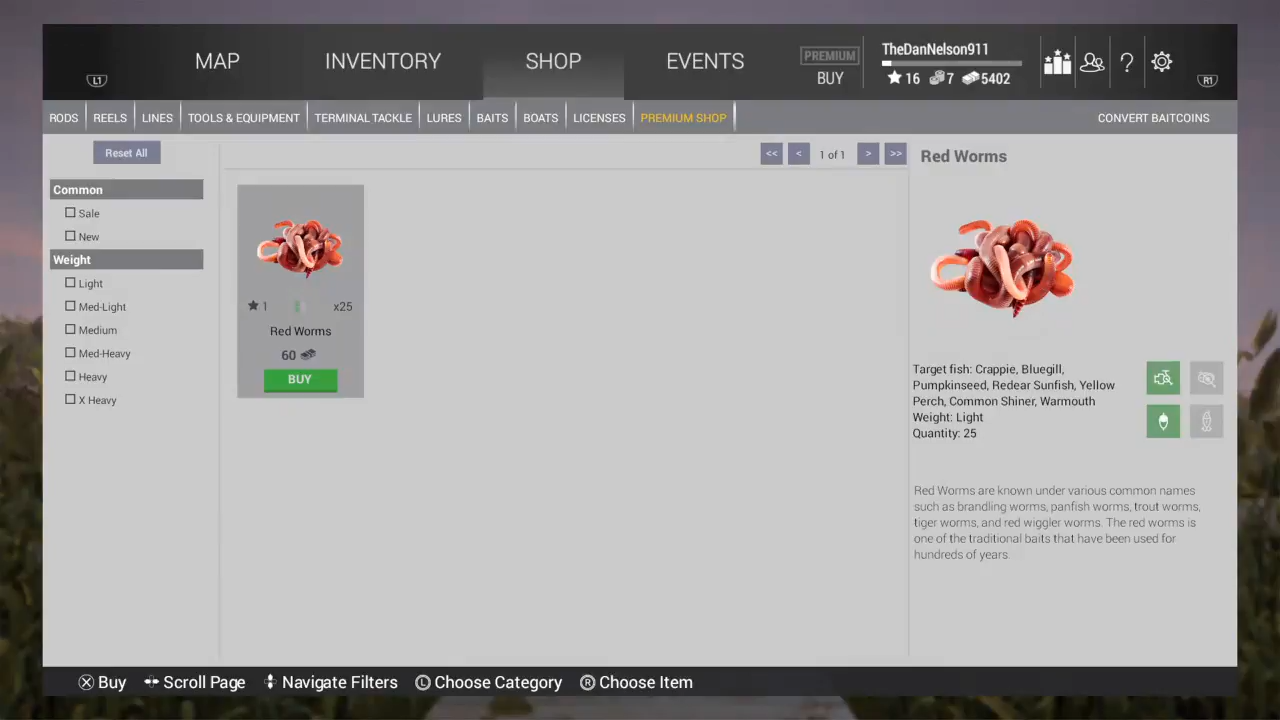 MAP
INVENTORY
SHOP
EVENTS
PREMIUM
BUY
TheDanNelson911
16
7
5402
L1
R1
RODS
REELS
LINES
TOOLS & EQUIPMENT
TERMINAL TACKLE
LURES
BAITS
BOATS
LICENSES
PREMIUM SHOP
CONVERT BAITCOINS
Reset All
Common
Sale
New
Weight
Light
Med-Light
Medium
Med-Heavy
Heavy
X Heavy
<< < 1 of 1 > >>
1
x25
Red Worms
60
BUY
Red Worms
Target fish: Crappie, Bluegill,
Pumpkinseed, Redear Sunfish, Yellow
Perch, Common Shiner, Warmouth
Weight: Light
Quantity: 25
Red Worms are known under various common names
such as brandling worms, panfish worms, trout worms,
tiger worms, and red wiggler worms. The red worms is
one of the traditional baits that have been used for
hundreds of years.
Buy
Scroll Page
Navigate Filters
L Choose Category
R Choose Item